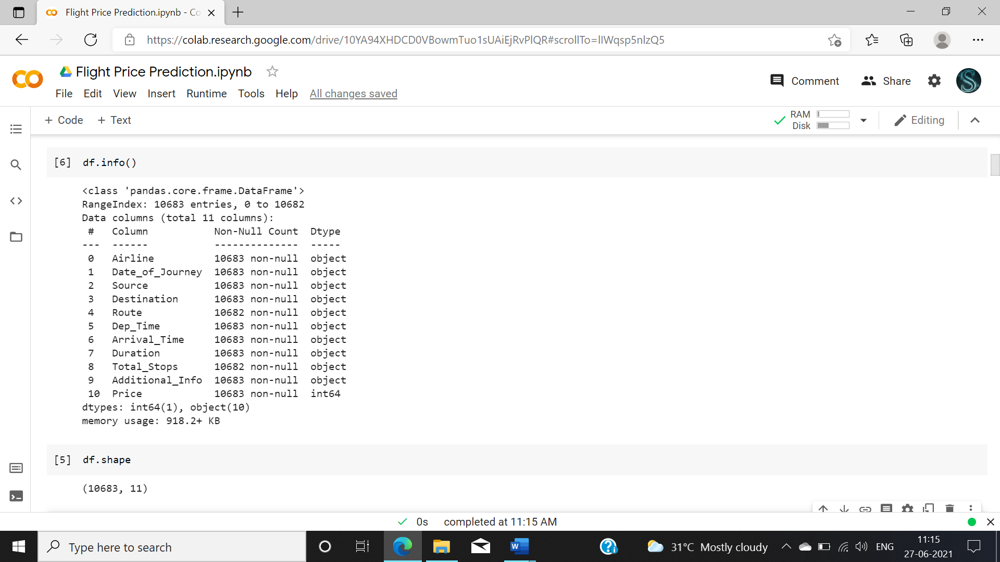 Flight Price Prediction.ipynb - Co
https://colab.research.google.com/drive/10YA94XHDCD0VBowmTuo1sUAiEjRvPlQR#scrollTo=lIWqsp5nlzQ5
Flight Price Prediction.ipynb
Comment
Share
File Edit View Insert Runtime Tools Help All changes saved
+ Code + Text
RAM
Disk
Editing
[6] df.info()
<class 'pandas.core.frame.DataFrame'>
RangeIndex: 10683 entries, 0 to 10682
Data columns (total 11 columns):
 #   Column           Non-Null Count  Dtype
---  ------           --------------  -----
 0   Airline          10683 non-null  object
 1   Date_of_Journey  10683 non-null  object
 2   Source           10683 non-null  object
 3   Destination      10683 non-null  object
 4   Route            10682 non-null  object
 5   Dep_Time         10683 non-null  object
 6   Arrival_Time     10683 non-null  object
 7   Duration         10683 non-null  object
 8   Total_Stops      10682 non-null  object
 9   Additional_Info  10683 non-null  object
 10  Price            10683 non-null  int64
dtypes: int64(1), object(10)
memory usage: 918.2+ KB
[5] df.shape
(10683, 11)
0s completed at 11:15 AM
Type here to search
31°C Mostly cloudy
ENG
11:15
27-06-2021